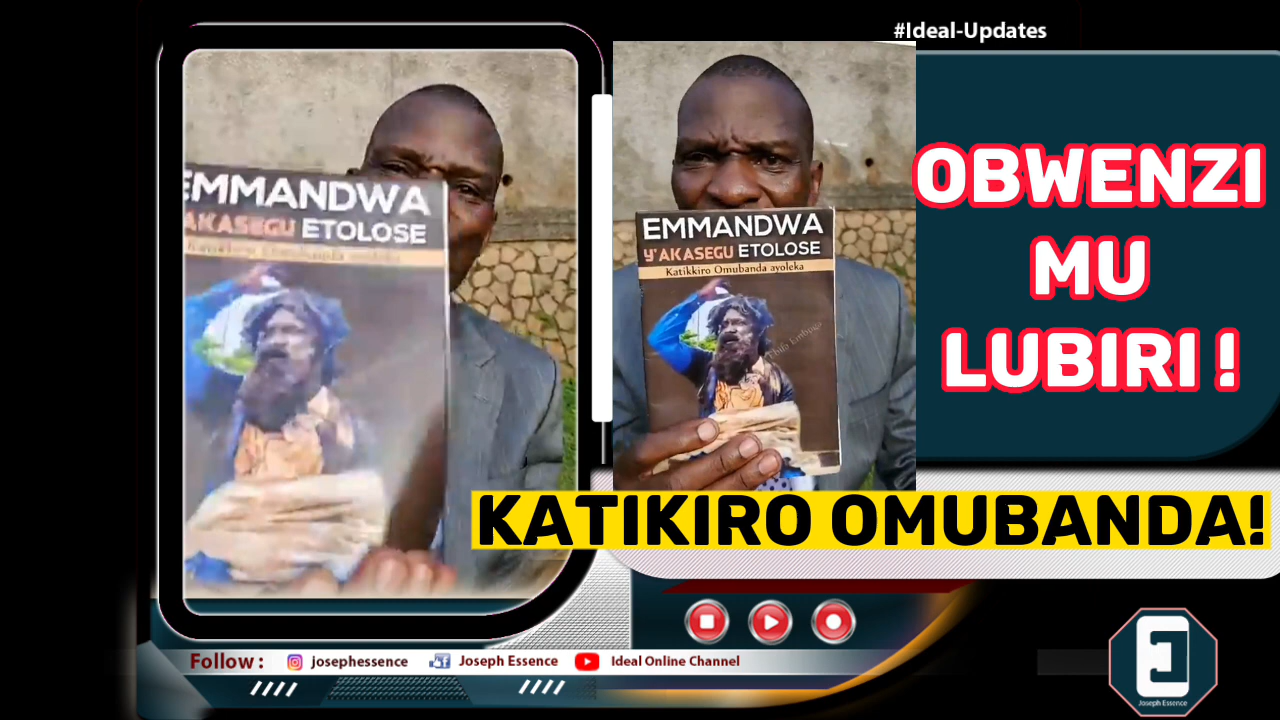 #Ideal-Updates
EMMANDWA
AKASEGU ETOLOSE
EMMANDWA
Y'AKASEGU ETOLOSE
Katikkiro Omubanda ayoleka
OBWENZI
MU
LUBIRI !
KATIKIRO OMUBANDA!
Follow : josephessence Joseph Essence Ideal Online Channel
Joseph Essence